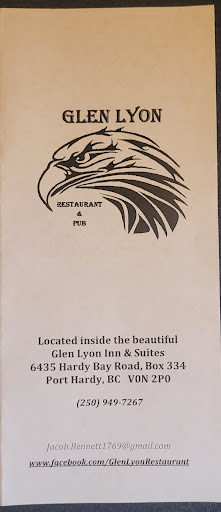 GLEN LYON
RESTAURANT
&
PUB
Located inside the beautiful
Glen Lyon Inn & Suites
6435 Hardy Bay Road, Box 334
Port Hardy, BC V0N 2P0
(250) 949-7267
Jacob.Bennett1769@gmail.com
www.facebook.com/GlenLyonRestaurant